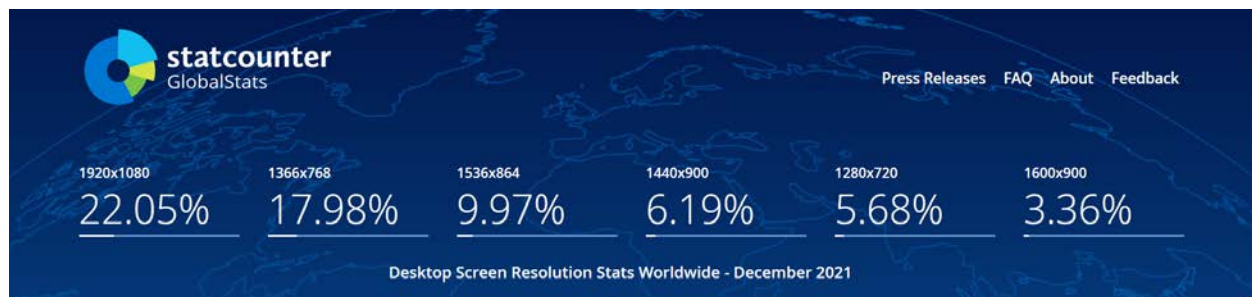 statcounter
GlobalStats
Press Releases FAQ About Feedback
1920x1080 1366x768 1536x864 1440x900 1280x720 1600x900
22.05% 17.98% 9.97% 6.19% 5.68% 3.36%
Desktop Screen Resolution Stats Worldwide - December 2021